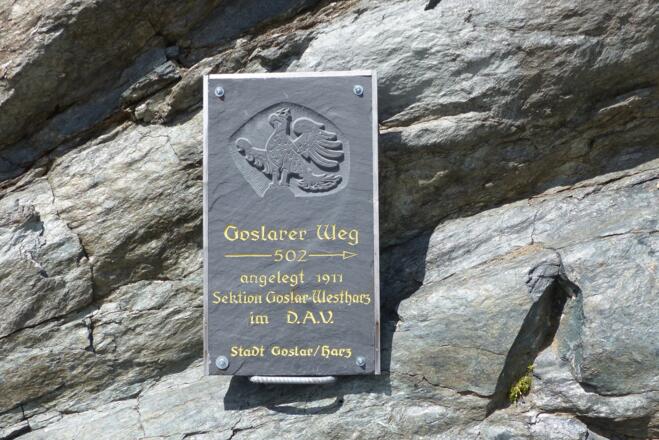 Goslarer Weg
502
angelegt 1911
Sektion Goslar-Westharz
im D.A.V.
Stadt Goslar/Harz